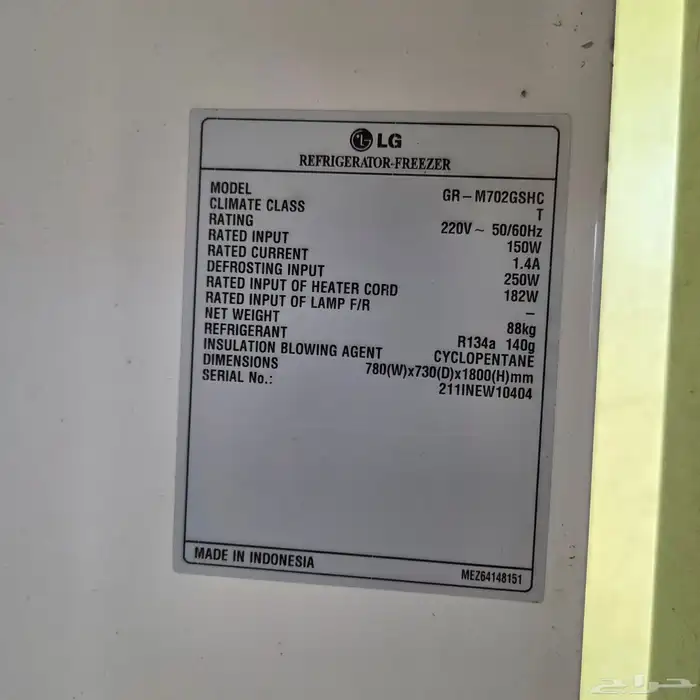 LG
REFRIGERATOR-FREEZER
MODEL GR-M702GSHC
CLIMATE CLASS T
RATING 220V~ 50/60Hz
RATED INPUT 150W
RATED CURRENT 1.4A
DEFROSTING INPUT 250W
RATED INPUT OF HEATER CORD 182W
RATED INPUT OF LAMP F/R –
NET WEIGHT 88kg
REFRIGERANT R134a 140g
INSULATION BLOWING AGENT CYCLOPENTANE
DIMENSIONS 780(W)x730(D)x1800(H)mm
SERIAL No.: 211INEW10404
MADE IN INDONESIA MEZ64148151
حراج